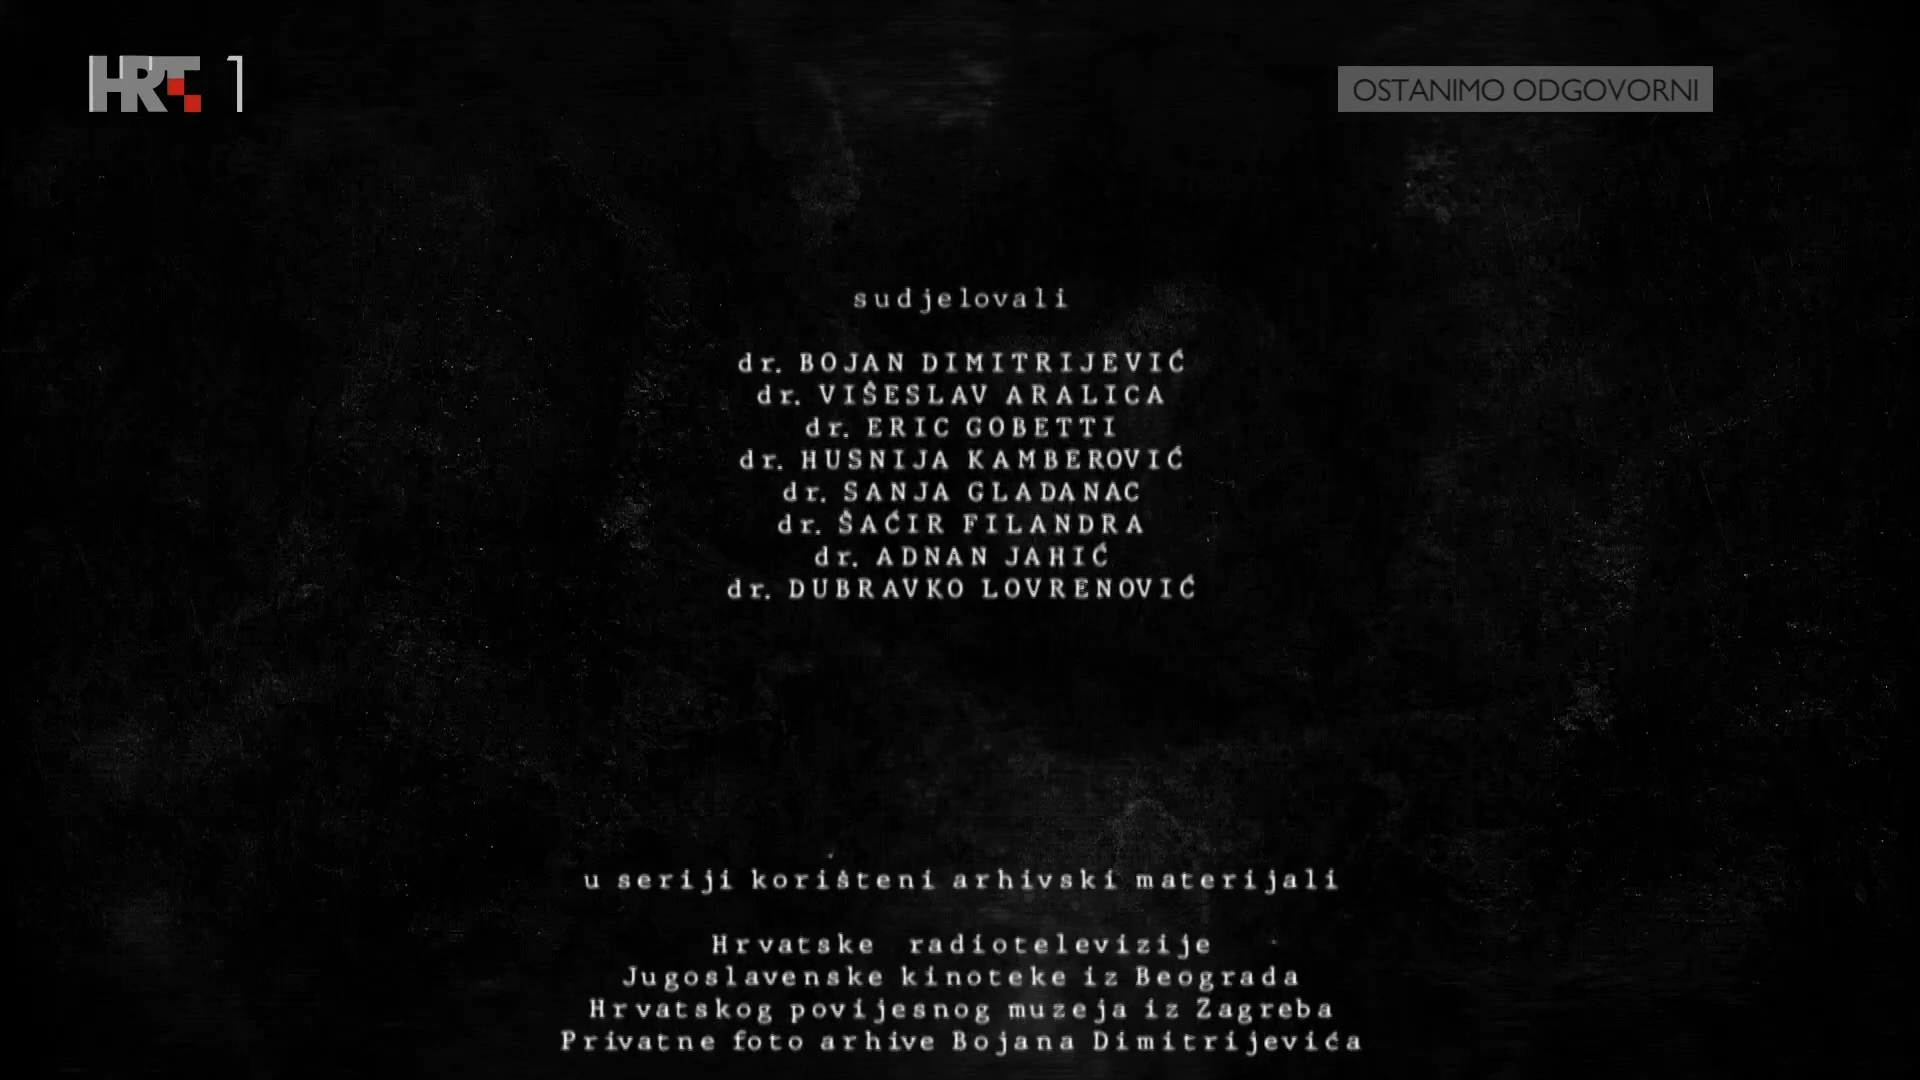 HRT 1
OSTANIMO ODGOVORNI
sudjelovali
dr. BOJAN DIMITRIJEVIĆ
dr. VIŠESLAV ARALICA
dr. ERIC GOBETTI
dr. HUSNIJA KAMBEROVIĆ
dr. SANJA GLADANAC
dr. ŠAĆIR FILANDRA
dr. ADNAN JAHIĆ
dr. DUBRAVKO LOVRENOVIĆ
u seriji korišteni arhivski materijali
Hrvatske radiotelevizije
Jugoslavenske kinoteke iz Beograda
Hrvatskog povijesnog muzeja iz Zagreba
Privatne foto arhive Bojana Dimitrijevića